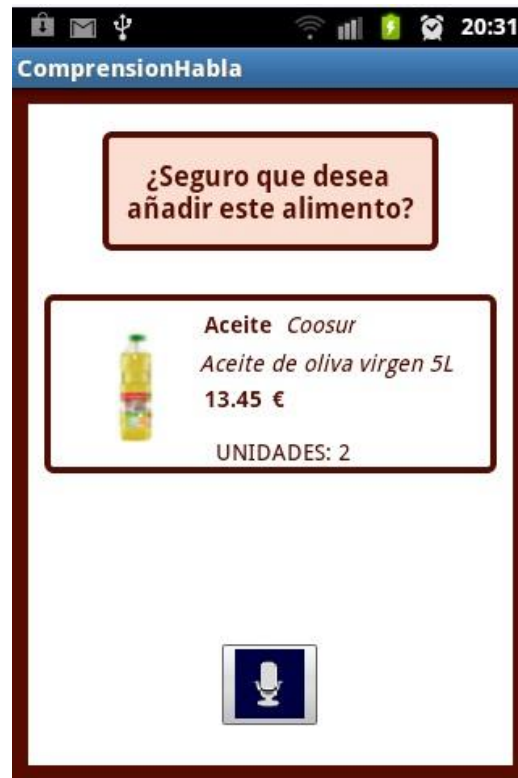 20:31
ComprensionHabla
¿Seguro que desea
añadir este alimento?
Aceite Coosur
Aceite de oliva virgen 5L
13.45 €
UNIDADES: 2